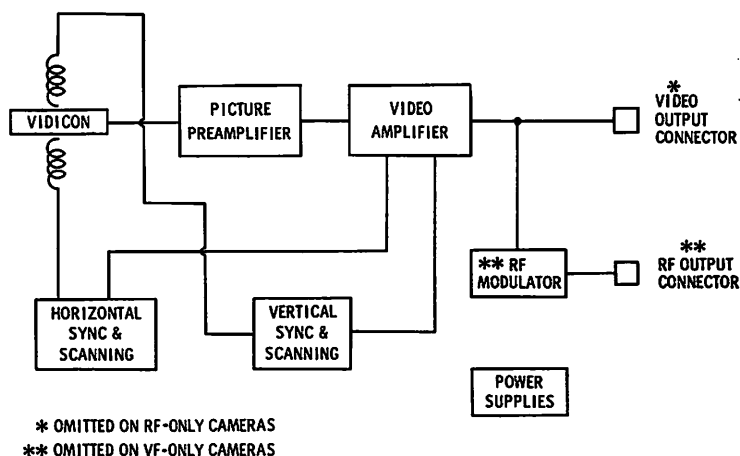 VIDICON
PICTURE
PREAMPLIFIER
VIDEO
AMPLIFIER
*
VIDEO
OUTPUT
CONNECTOR
** RF
MODULATOR
**
RF OUTPUT
CONNECTOR
HORIZONTAL
SYNC &
SCANNING
VERTICAL
SYNC &
SCANNING
POWER
SUPPLIES
* OMITTED ON RF-ONLY CAMERAS
** OMITTED ON VF-ONLY CAMERAS